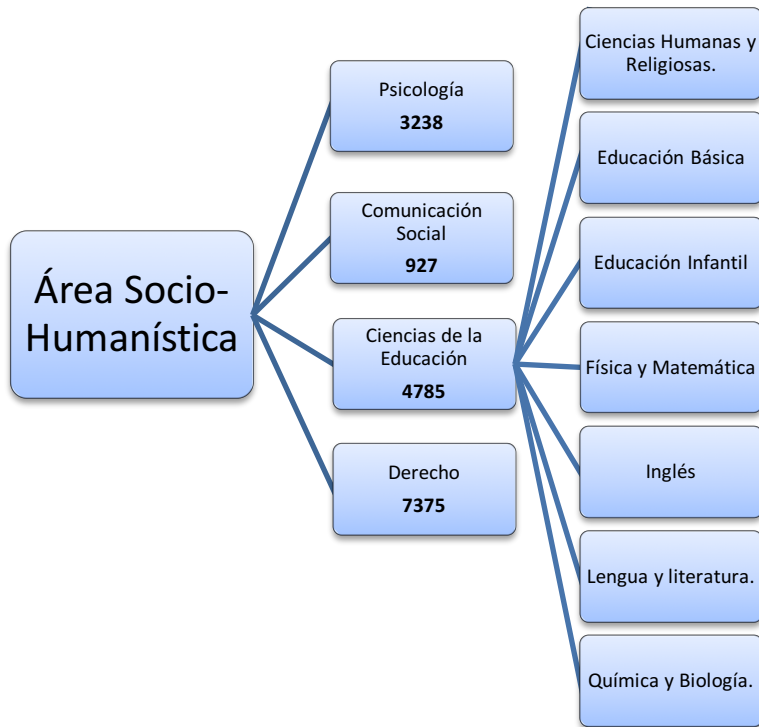 Área Socio-
Humanística
Psicología
3238
Comunicación
Social
927
Ciencias de la
Educación
4785
Derecho
7375
Ciencias Humanas y
Religiosas.
Educación Básica
Educación Infantil
Física y Matemática
Inglés
Lengua y literatura.
Química y Biología.